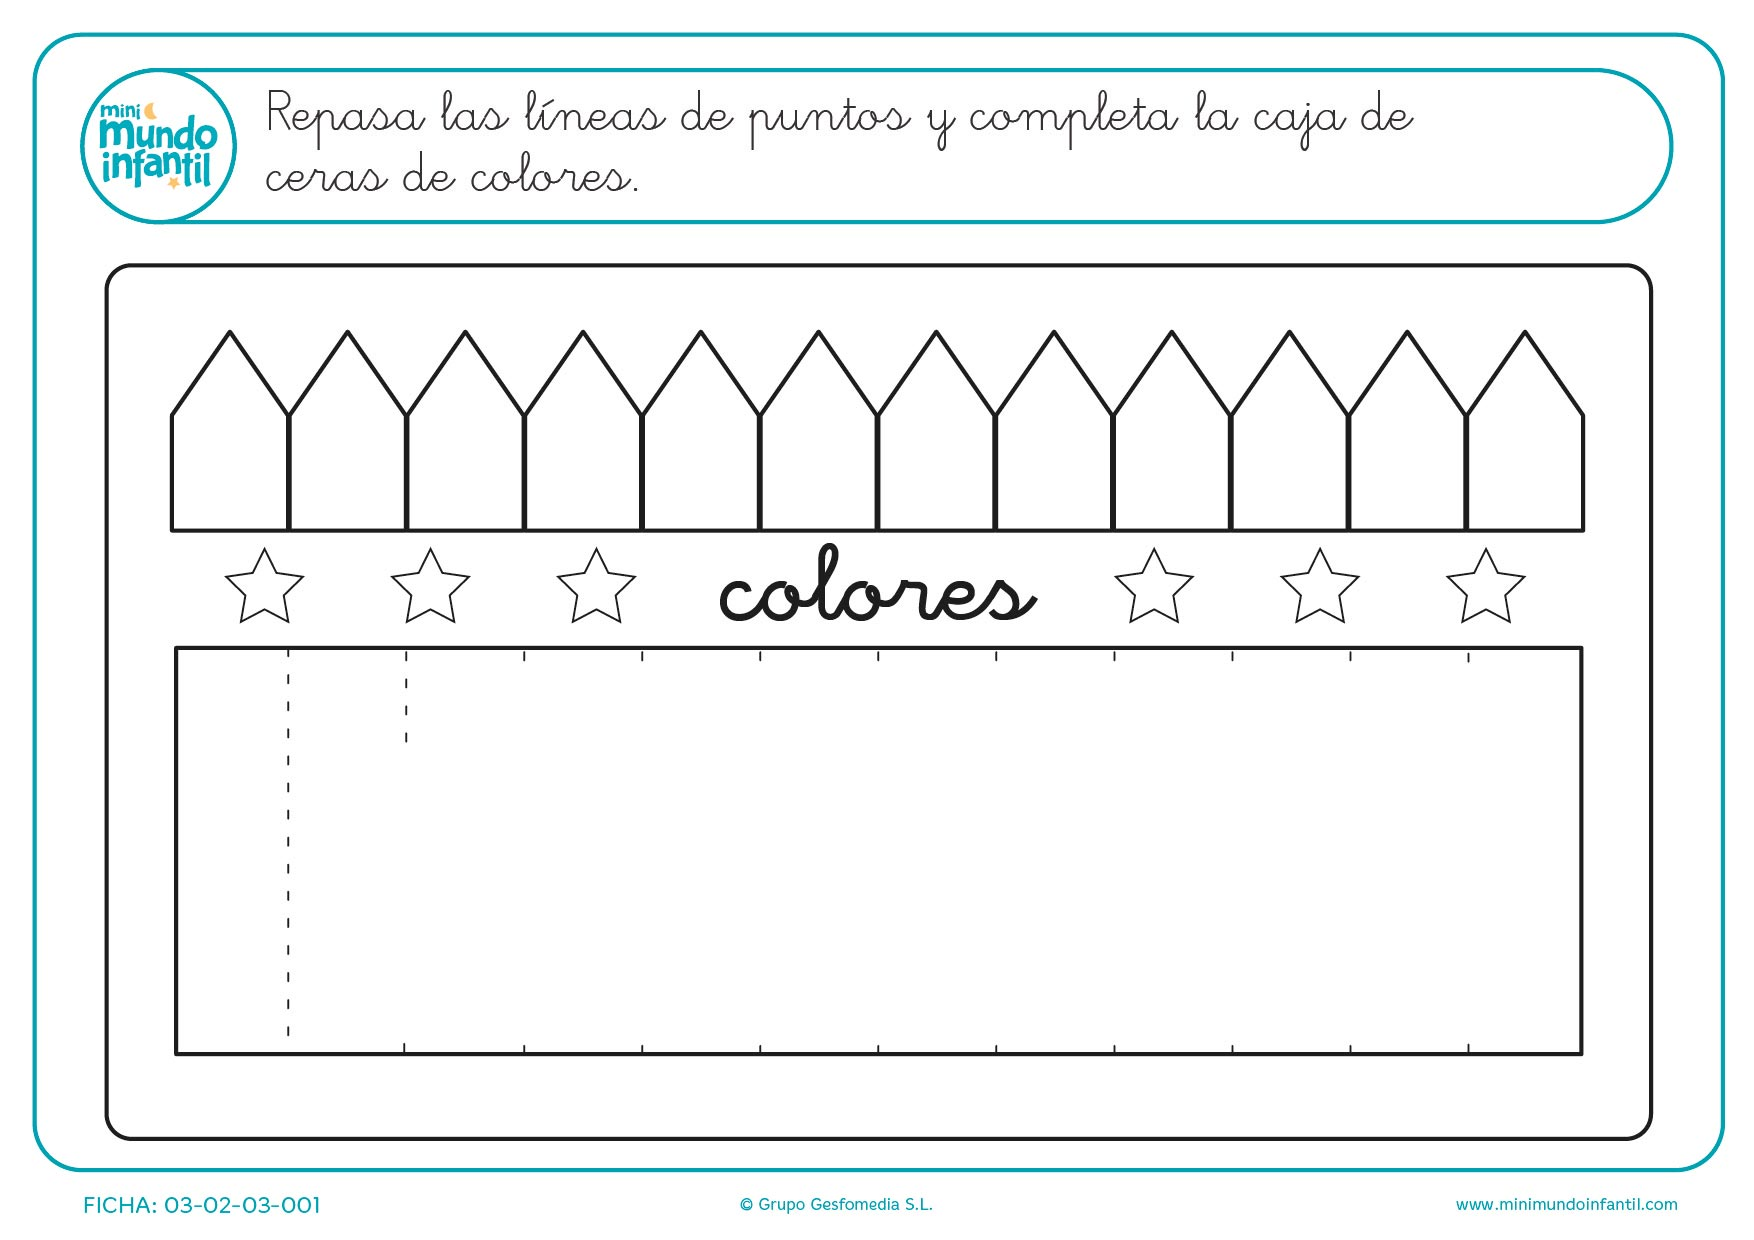 mini
mundo
infantil
Repasa las líneas de puntos y completa la caja de
ceras de colores.
colores
FICHA: 03-02-03-001
© Grupo Gesfomedia S.L.
www.minimundoinfantil.com